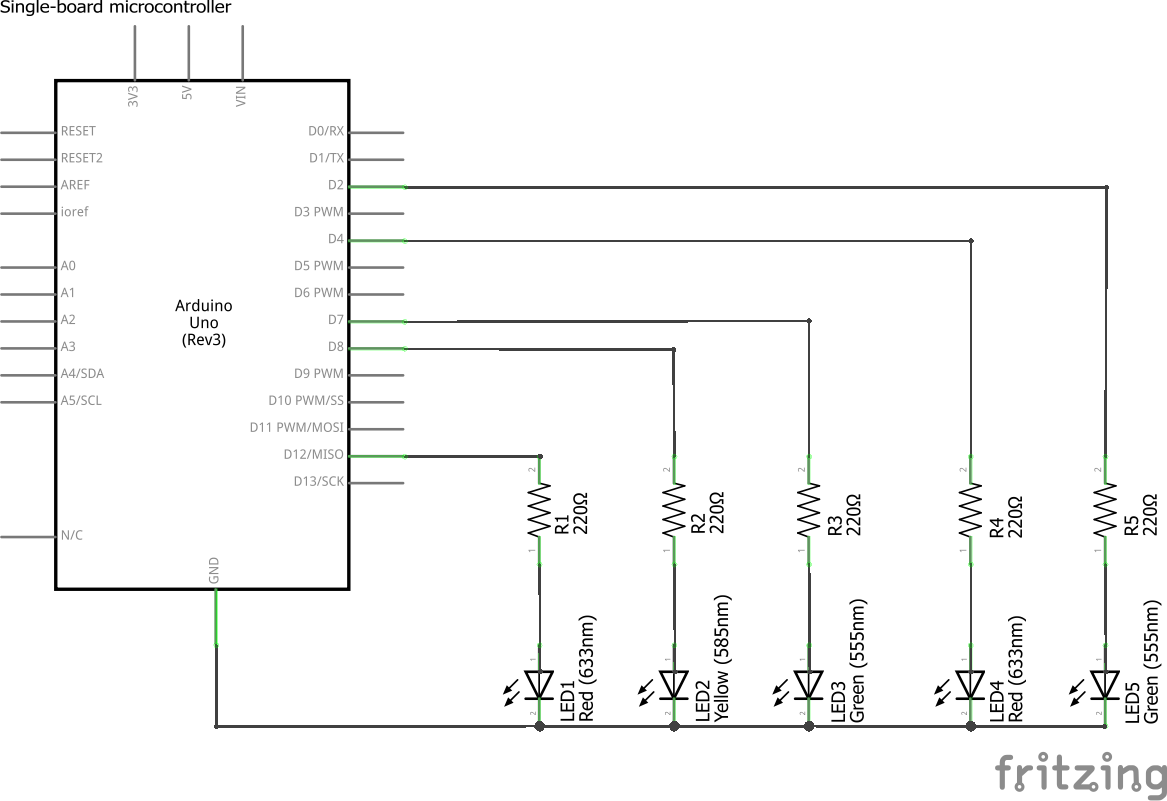 Single-board microcontroller
3V3
5V
VIN
RESET
RESET2
AREF
ioref
A0
A1
A2
A3
A4/SDA
A5/SCL
N/C
Arduino
Uno
(Rev3)
D0/RX
D1/TX
D2
D3 PWM
D4
D5 PWM
D6 PWM
D7
D8
D9 PWM
D10 PWM/SS
D11 PWM/MOSI
D12/MISO
D13/SCK
GND
2
1
R1
220Ω
2
1
R2
220Ω
2
1
R3
220Ω
2
1
R4
220Ω
2
1
R5
220Ω
1
2
LED1
Red (633nm)
1
2
LED2
Yellow (585nm)
1
2
LED3
Green (555nm)
1
2
LED4
Red (633nm)
1
2
LED5
Green (555nm)
fritzing